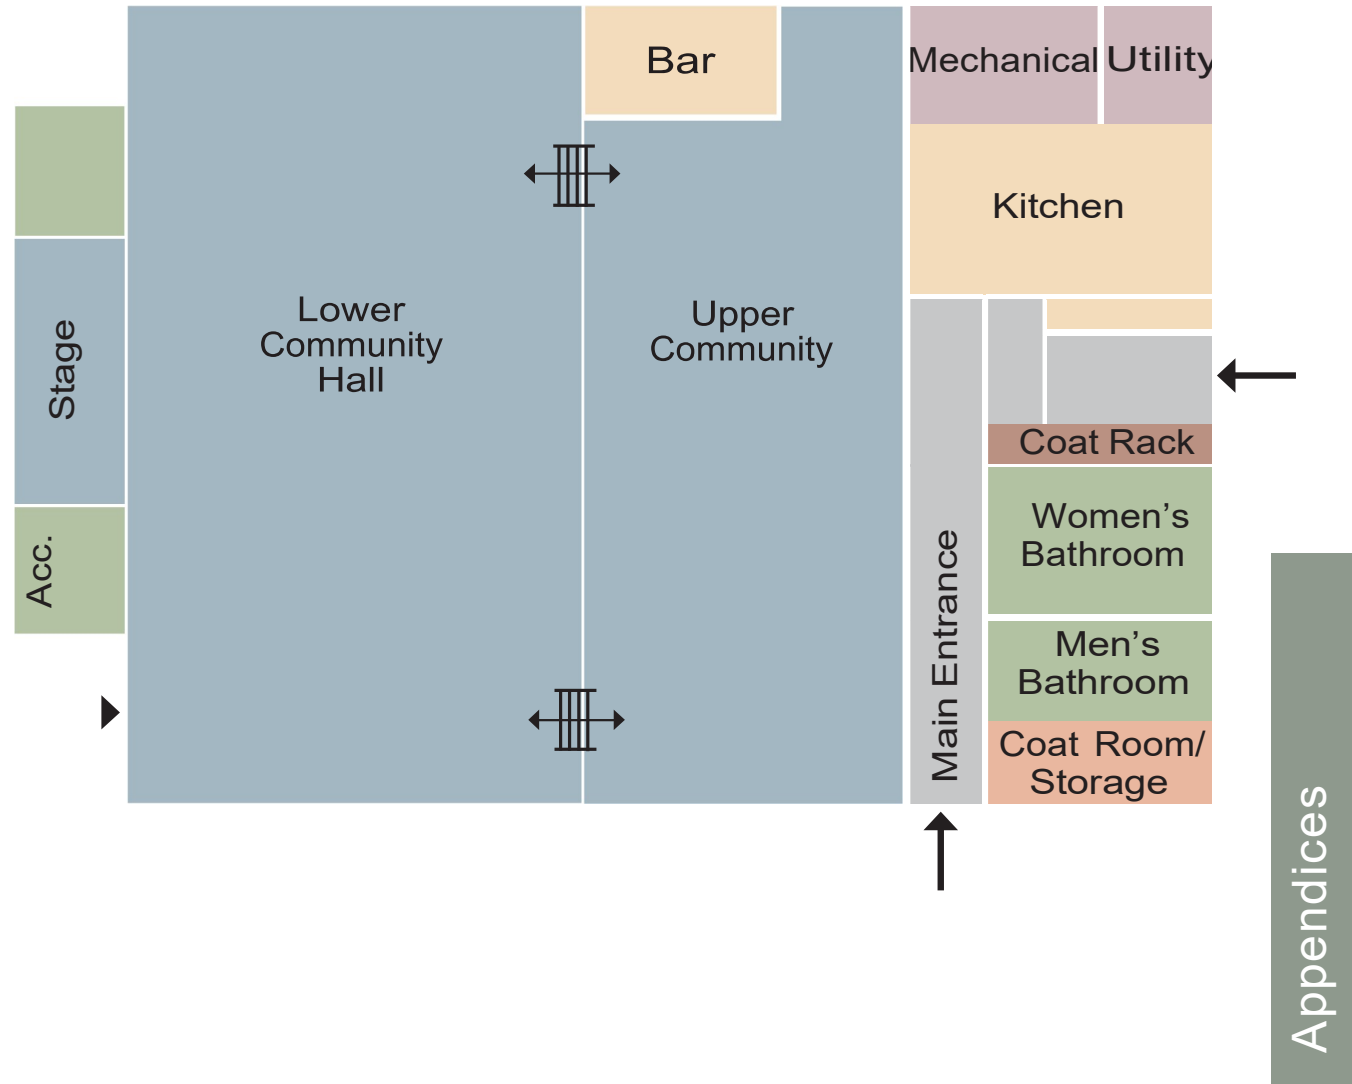 Bar
Mechanical
Utility
Kitchen
Lower
Community
Hall
Upper
Community
Stage
Coat Rack
Women’s
Bathroom
Acc.
Main Entrance
Men’s
Bathroom
Coat Room/
Storage
Appendices